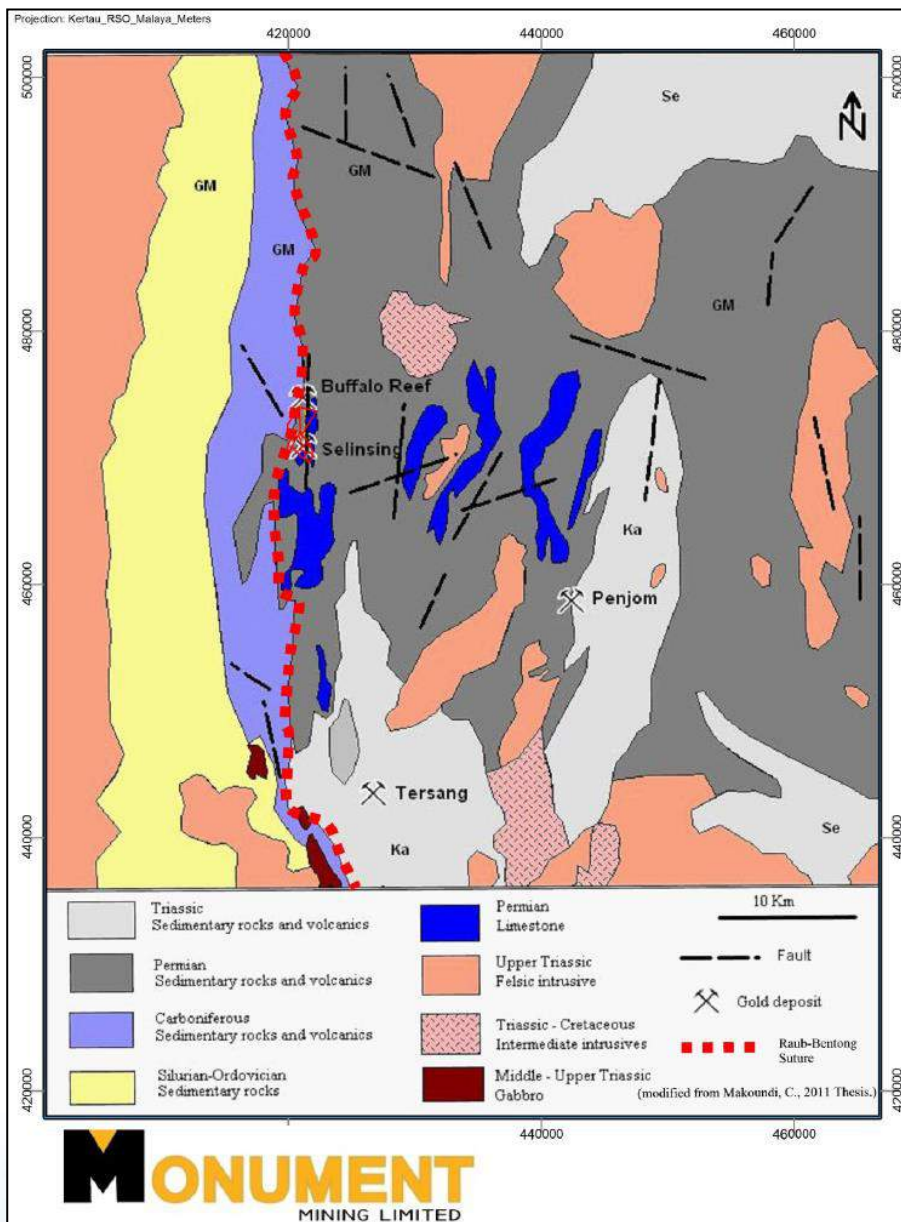 Projection: Kertau_RSO_Malaya_Meters
420000 440000 460000
500000 500000
Se
GM GM
GM
GM
480000 480000
Buffalo Reef
Selinsing
Ka
460000 460000
Penjom
Tersang
440000 440000
Ka Se
Triassic
Sedimentary rocks and volcanics
Permian
Sedimentary rocks and volcanics
Carboniferous
Sedimentary rocks and volcanics
Silurian-Ordovician
Sedimentary rocks
Permian
Limestone
Upper Triassic
Felsic intrusive
Triassic - Cretaceous
Intermediate intrusives
Middle - Upper Triassic
Gabbro
10 Km
Fault
Gold deposit
Raub-Bentong
Suture
(modified from Makoundi, C., 2011 Thesis.)
420000 420000
420000 440000 460000
MONUMENT
MINING LIMITED